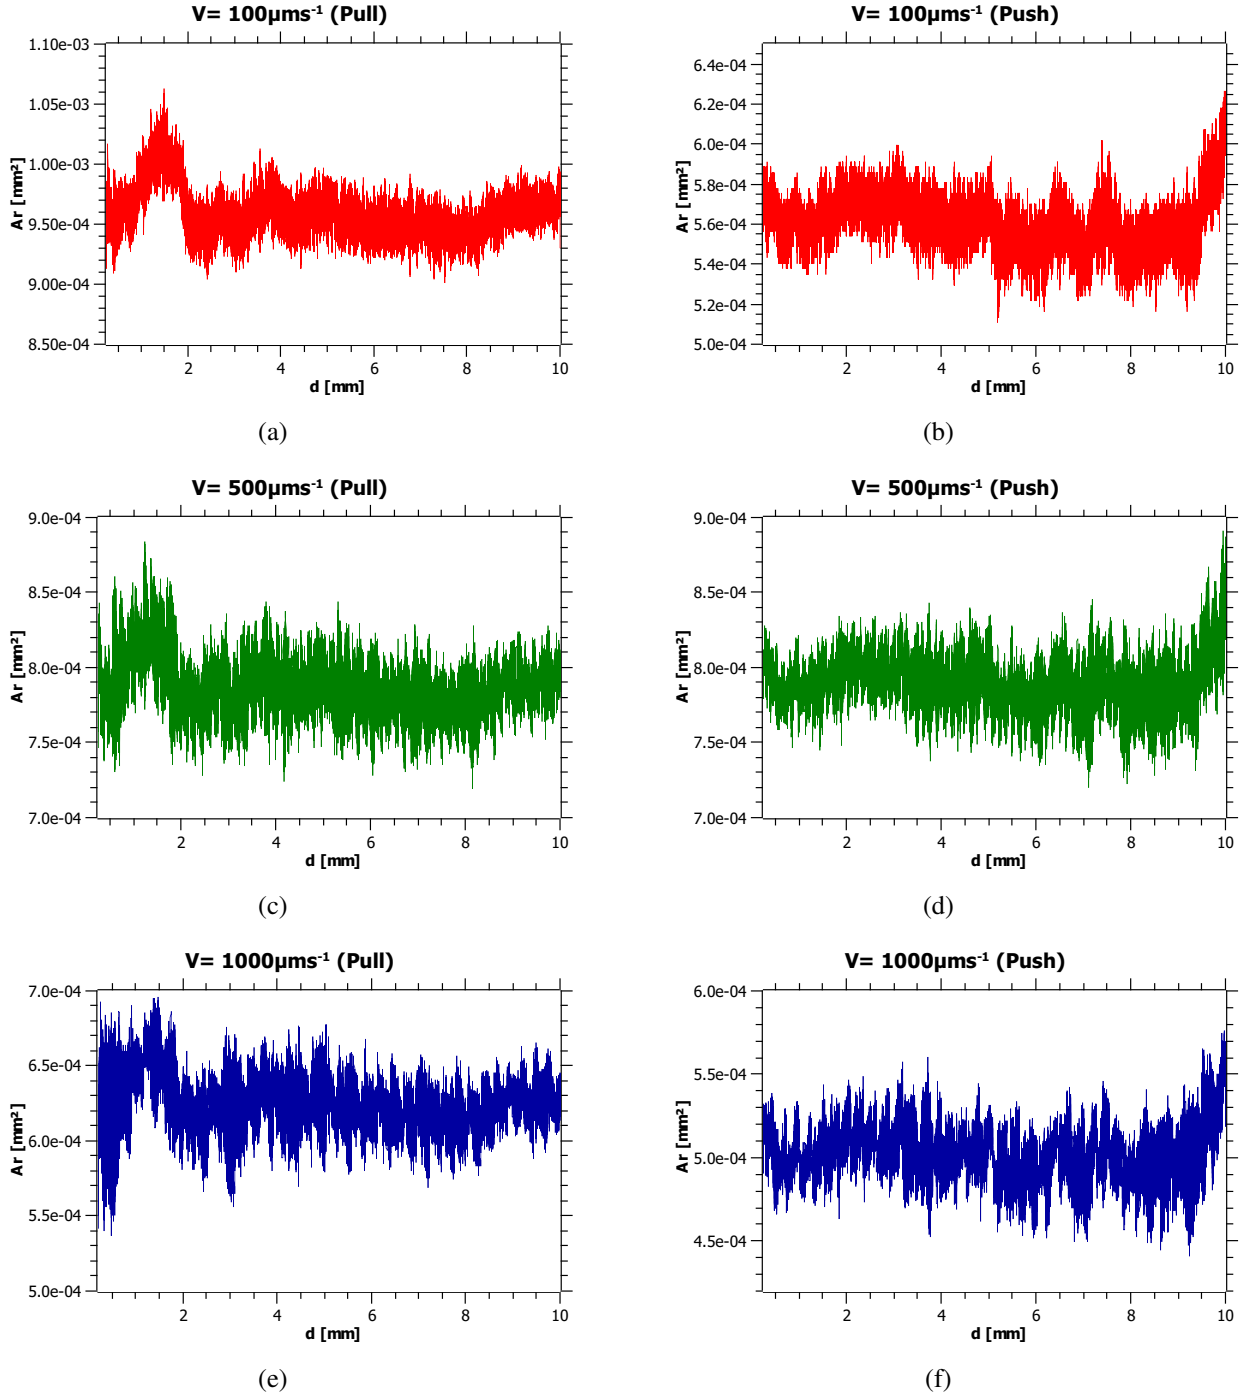 V= 100µms⁻¹ (Pull)
1.10e-03
1.05e-03
1.00e-03
9.50e-04
9.00e-04
8.50e-04
Ar [mm²]
2 4 6 8 10
d [mm]
(a)
V= 100µms⁻¹ (Push)
6.4e-04
6.2e-04
6.0e-04
5.8e-04
5.6e-04
5.4e-04
5.2e-04
5.0e-04
Ar [mm²]
2 4 6 8 10
d [mm]
(b)
V= 500µms⁻¹ (Pull)
9.0e-04
8.5e-04
8.0e-04
7.5e-04
7.0e-04
Ar [mm²]
2 4 6 8 10
d [mm]
(c)
V= 500µms⁻¹ (Push)
9.0e-04
8.5e-04
8.0e-04
7.5e-04
7.0e-04
Ar [mm²]
2 4 6 8 10
d [mm]
(d)
V= 1000µms⁻¹ (Pull)
7.0e-04
6.5e-04
6.0e-04
5.5e-04
5.0e-04
Ar [mm²]
2 4 6 8 10
d [mm]
(e)
V= 1000µms⁻¹ (Push)
6.0e-04
5.5e-04
5.0e-04
4.5e-04
Ar [mm²]
2 4 6 8 10
d [mm]
(f)